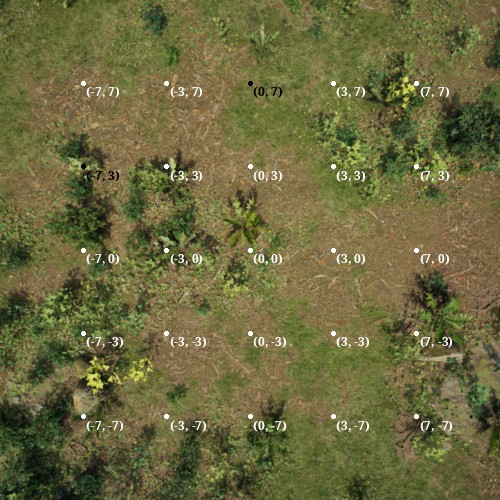 (-7, 7) (-3, 7) (0, 7) (3, 7) (7, 7)
(-7, 3) (-3, 3) (0, 3) (3, 3) (7, 3)
(-7, 0) (-3, 0) (0, 0) (3, 0) (7, 0)
(-7, -3) (-3, -3) (0, -3) (3, -3) (7, -3)
(-7, -7) (-3, -7) (0, -7) (3, -7) (7, -7)